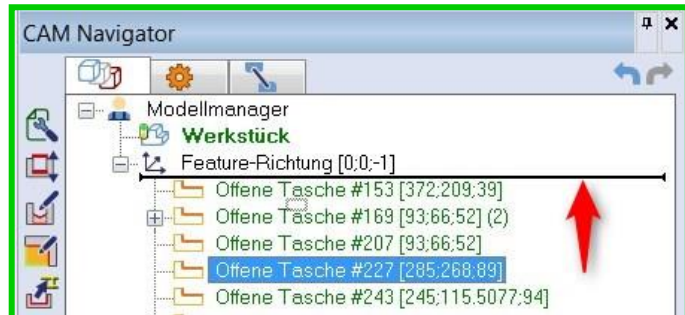 CAM Navigator
Modellmanager
Werkstück
Feature-Richtung [0;0;-1]
Offene Tasche #153 [372;209;39]
Offene Tasche #169 [93;66;52] (2)
Offene Tasche #207 [93;66;52]
Offene Tasche #227 [285;268;89]
Offene Tasche #243 [245;115.5077;94]